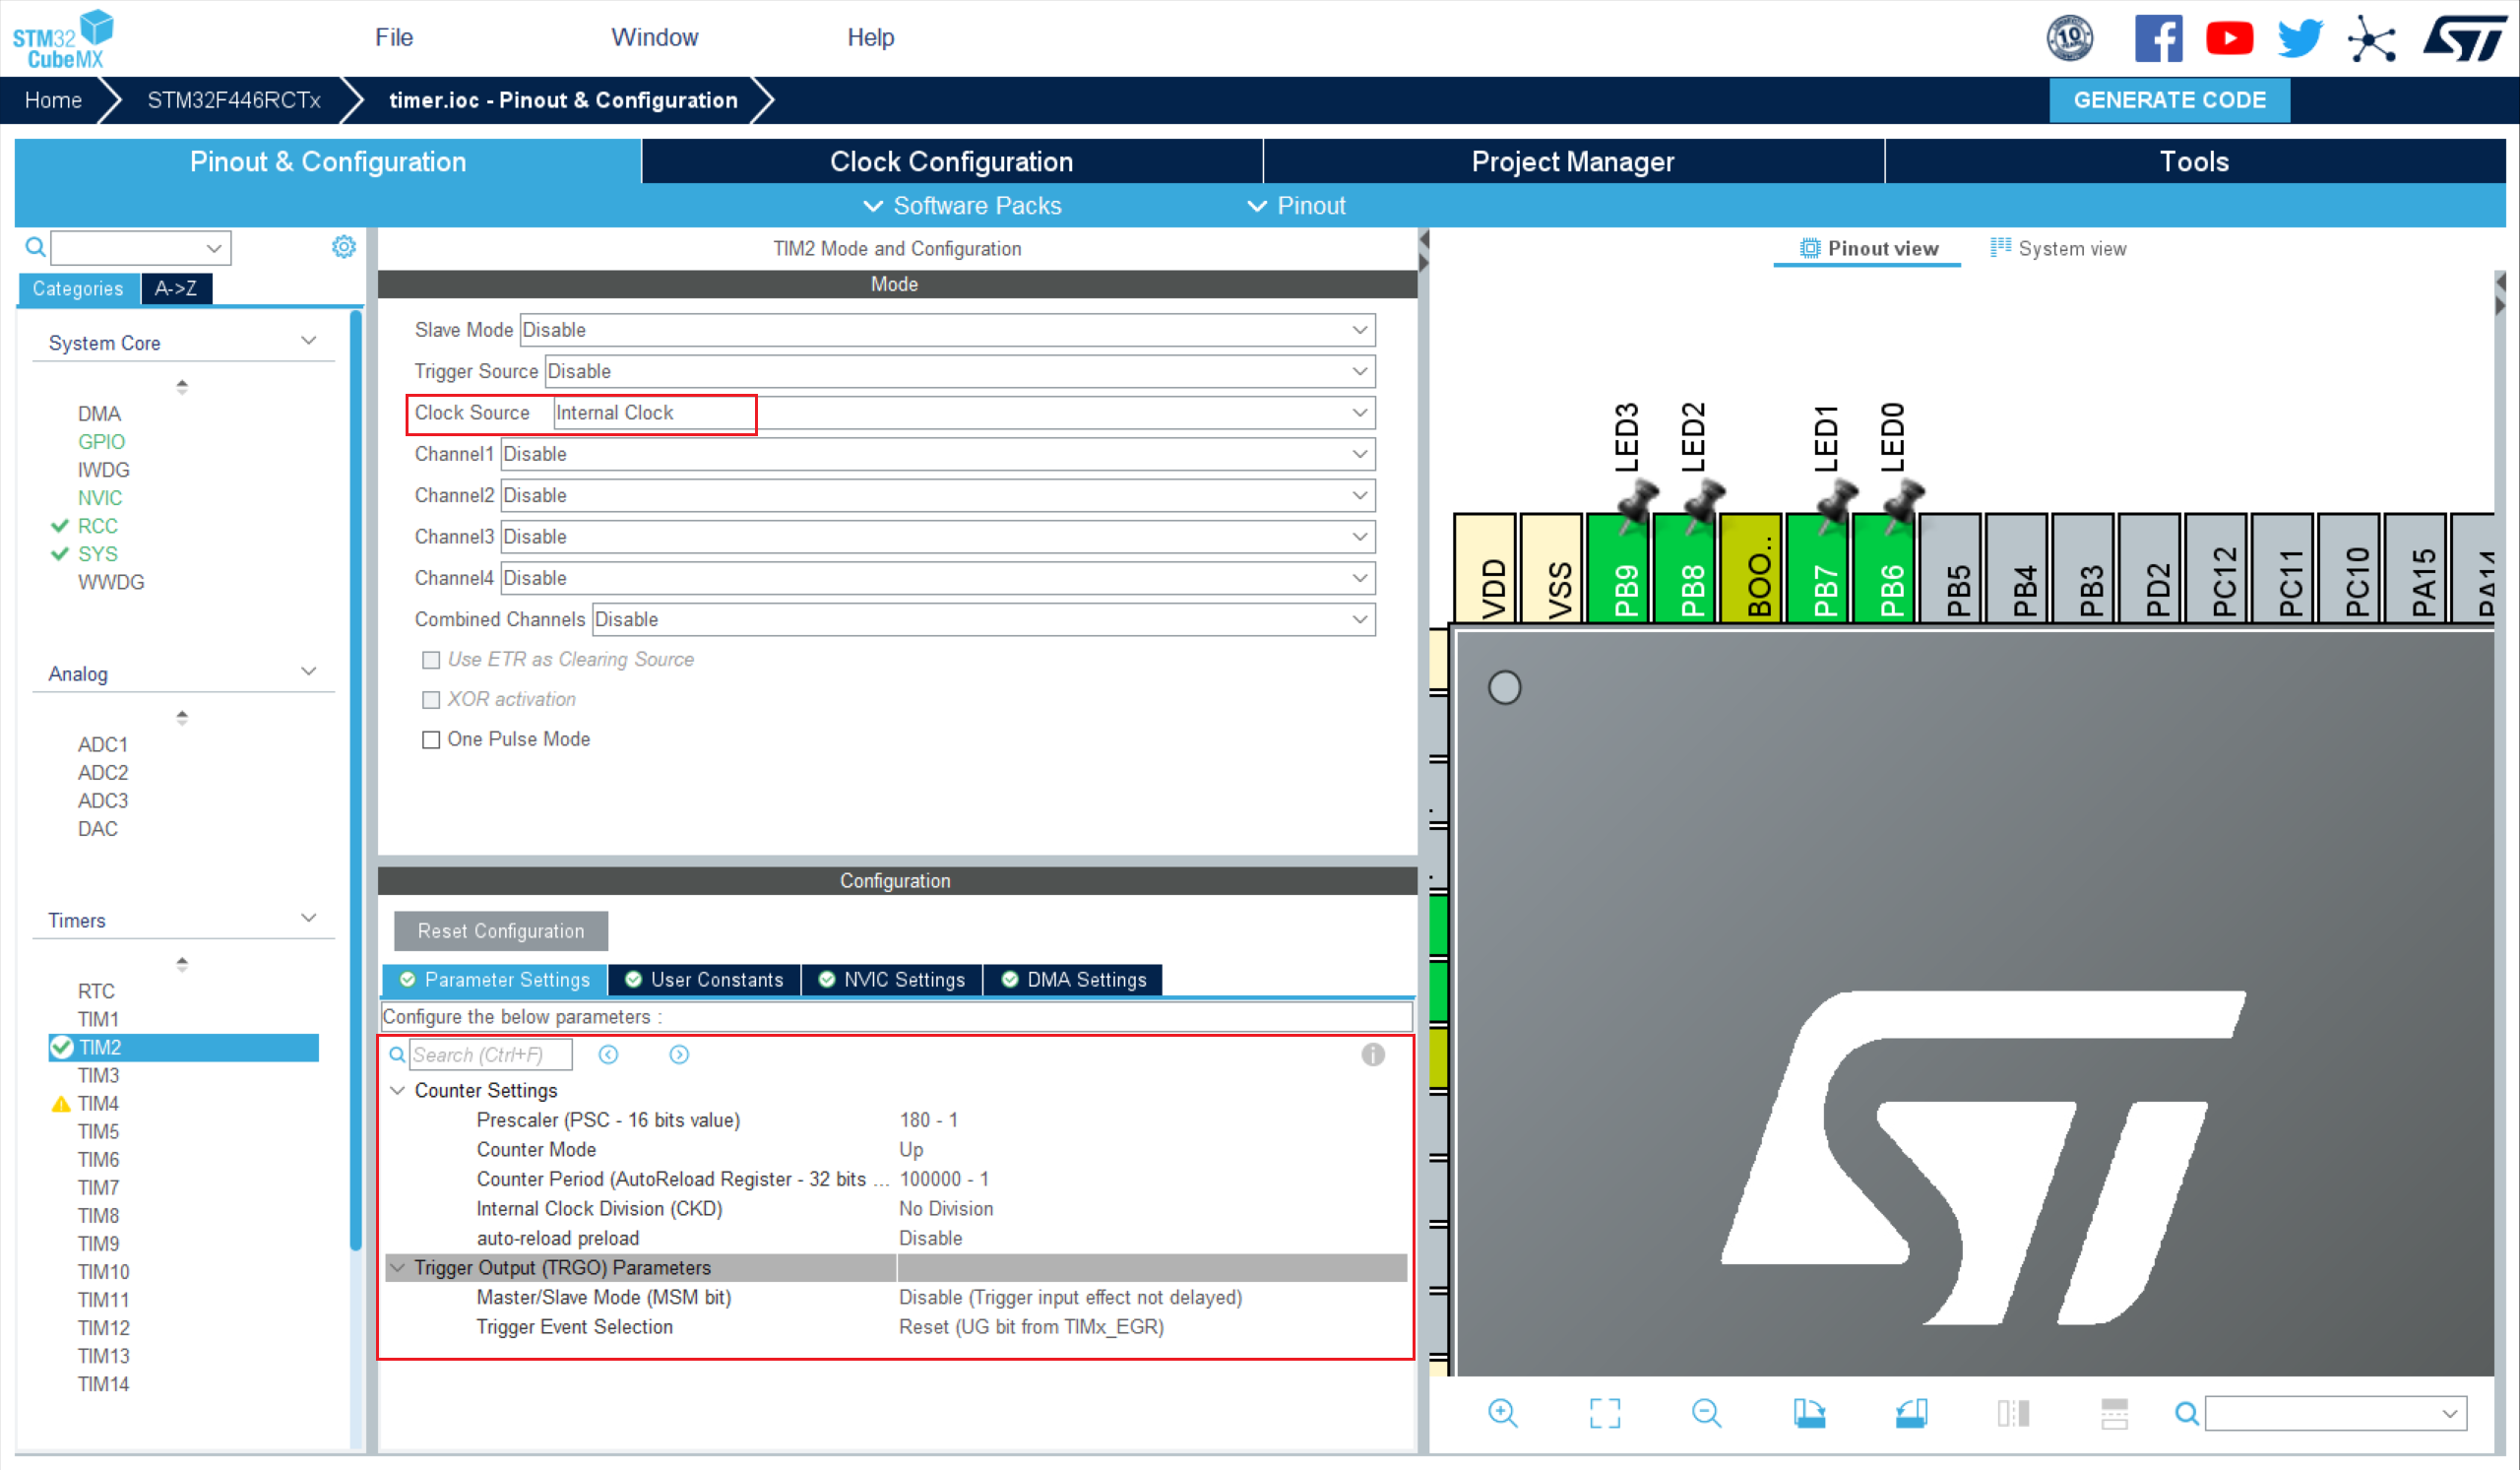 STM32
CubeMX
File
Window
Help
10
Home
STM32F446RCTx
timer.ioc - Pinout & Configuration
GENERATE CODE
Pinout & Configuration
Clock Configuration
Project Manager
Tools
Software Packs
Pinout
Categories
A->Z
System Core
DMA
GPIO
IWDG
NVIC
RCC
SYS
WWDG
Analog
ADC1
ADC2
ADC3
DAC
Timers
RTC
TIM1
TIM2
TIM3
TIM4
TIM5
TIM6
TIM7
TIM8
TIM9
TIM10
TIM11
TIM12
TIM13
TIM14
TIM2 Mode and Configuration
Mode
Slave Mode Disable
Trigger Source Disable
Clock Source Internal Clock
Channel1 Disable
Channel2 Disable
Channel3 Disable
Channel4 Disable
Combined Channels Disable
Use ETR as Clearing Source
XOR activation
One Pulse Mode
Configuration
Reset Configuration
Parameter Settings
User Constants
NVIC Settings
DMA Settings
Configure the below parameters :
Search (Ctrl+F)
Counter Settings
Prescaler (PSC - 16 bits value) 180 - 1
Counter Mode Up
Counter Period (AutoReload Register - 32 bits ... 100000 - 1
Internal Clock Division (CKD) No Division
auto-reload preload Disable
Trigger Output (TRGO) Parameters
Master/Slave Mode (MSM bit) Disable (Trigger input effect not delayed)
Trigger Event Selection Reset (UG bit from TIMx_EGR)
Pinout view
System view
LED3
LED2
LED1
LED0
VDD
VSS
PB9
PB8
BOO..
PB7
PB6
PB5
PB4
PB3
PD2
PC12
PC11
PC10
PA15
PA14